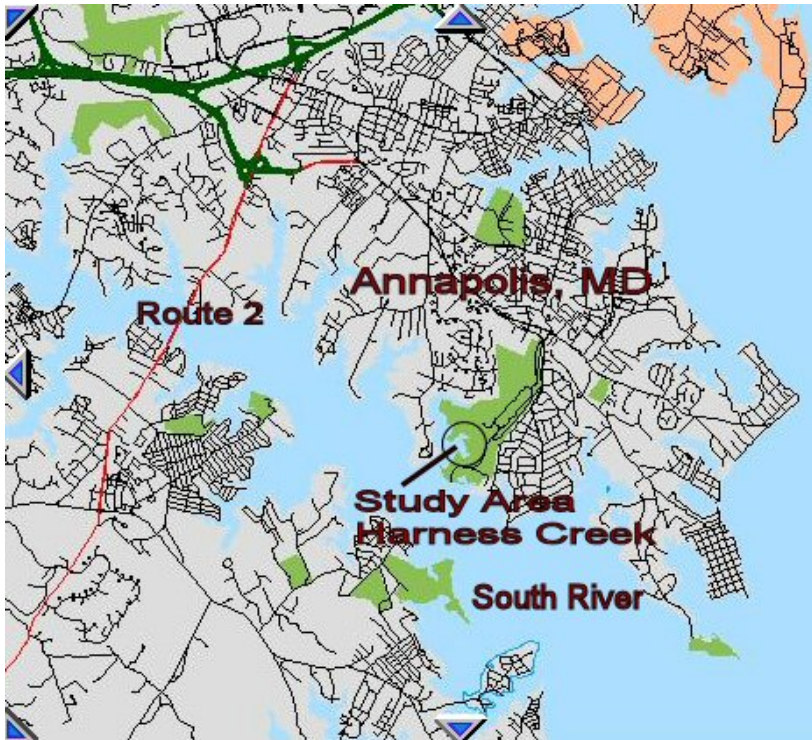 Annapolis, MD
Route 2
Study Area
Harness Creek
South River